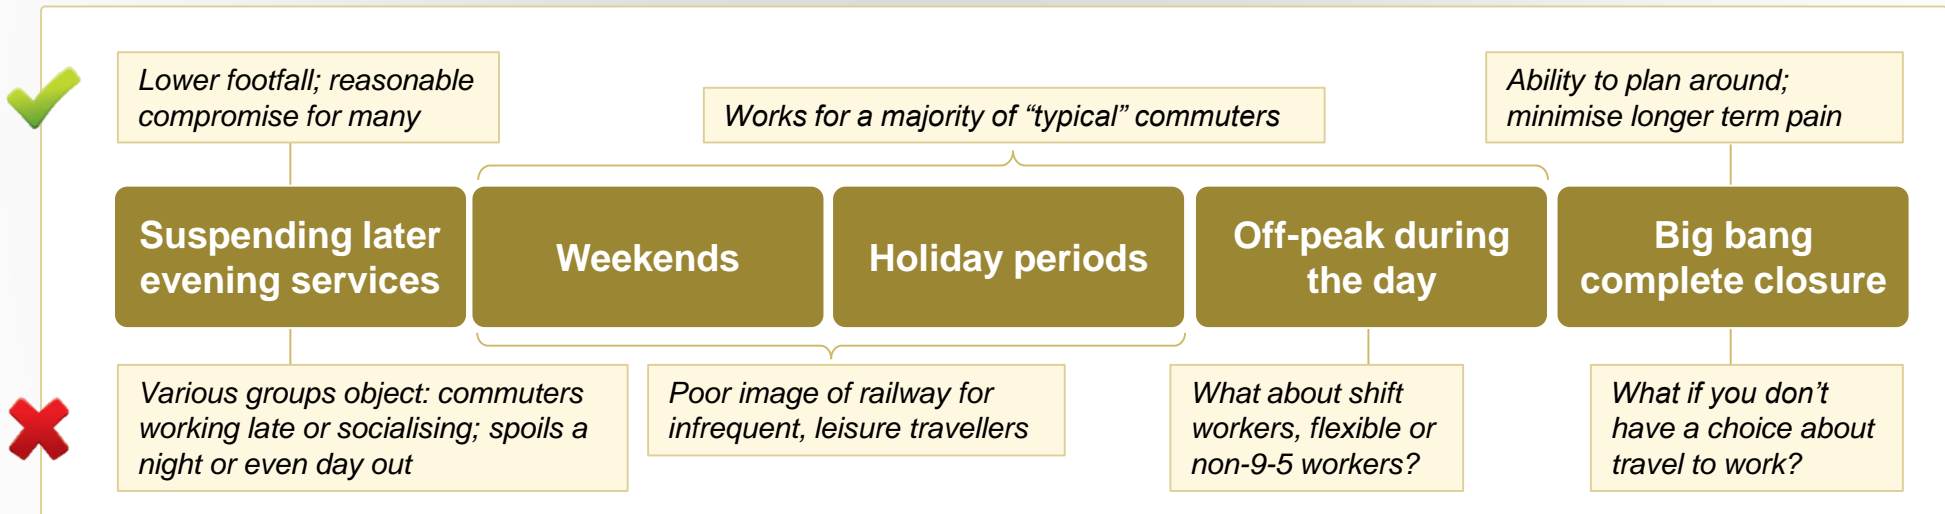 Lower footfall; reasonable
compromise for many
Works for a majority of “typical” commuters
Ability to plan around;
minimise longer term pain
Suspending later
evening services
Weekends
Holiday periods
Off-peak during
the day
Big bang
complete closure
Various groups object: commuters
working late or socialising; spoils a
night or even day out
Poor image of railway for
infrequent, leisure travellers
What about shift
workers, flexible or
non-9-5 workers?
What if you don’t
have a choice about
travel to work?